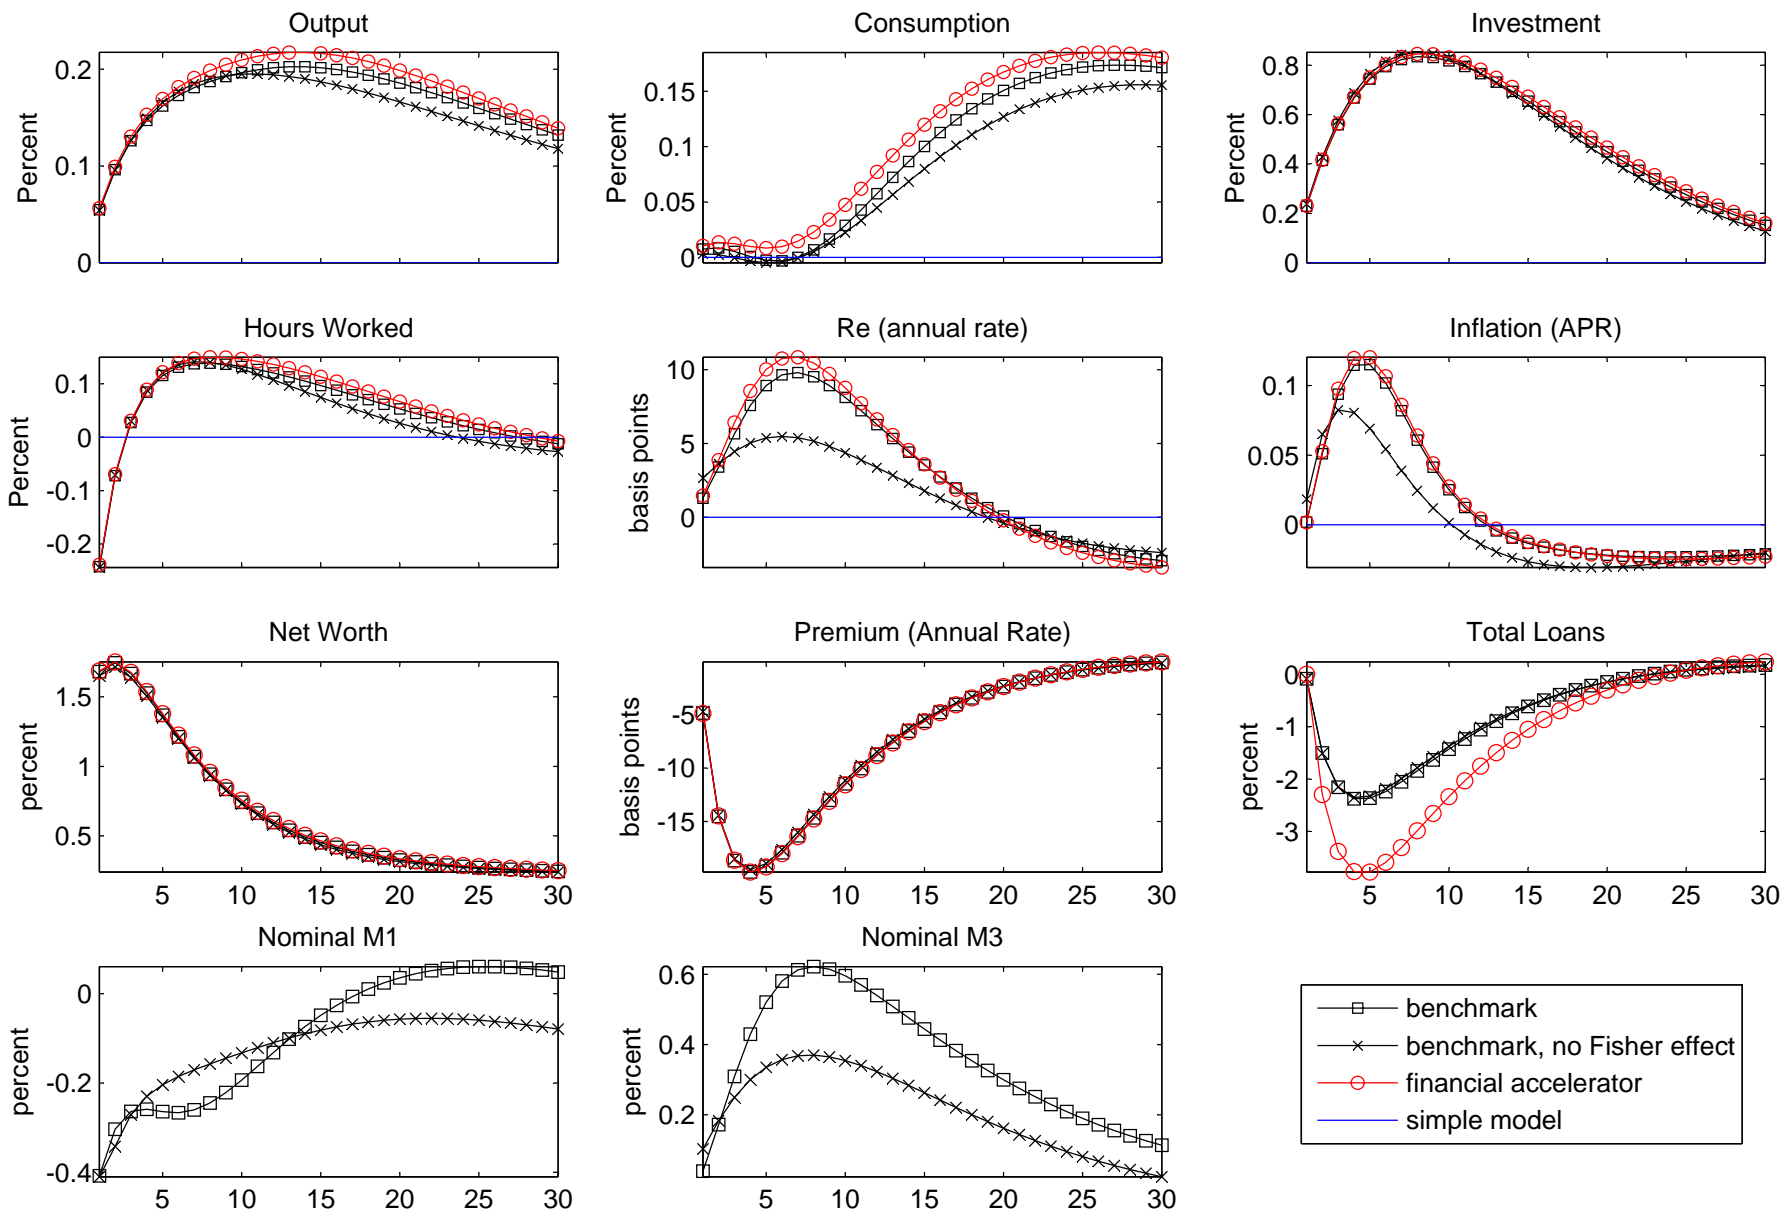 Output
Consumption
Investment
Percent
0
0.1
0.2
Percent
0
0.05
0.1
0.15
Percent
0
0.2
0.4
0.6
0.8
Hours Worked
Re (annual rate)
Inflation (APR)
Percent
-0.2
-0.1
0
0.1
basis points
0
5
10
0
0.05
0.1
Net Worth
Premium (Annual Rate)
Total Loans
percent
0.5
1
1.5
5 10 15 20 25 30
basis points
-15
-10
-5
5 10 15 20 25 30
percent
-3
-2
-1
0
5 10 15 20 25 30
Nominal M1
Nominal M3
percent
-0.4
-0.2
0
5 10 15 20 25 30
percent
0.2
0.4
0.6
5 10 15 20 25 30
benchmark
benchmark, no Fisher effect
financial accelerator
simple model